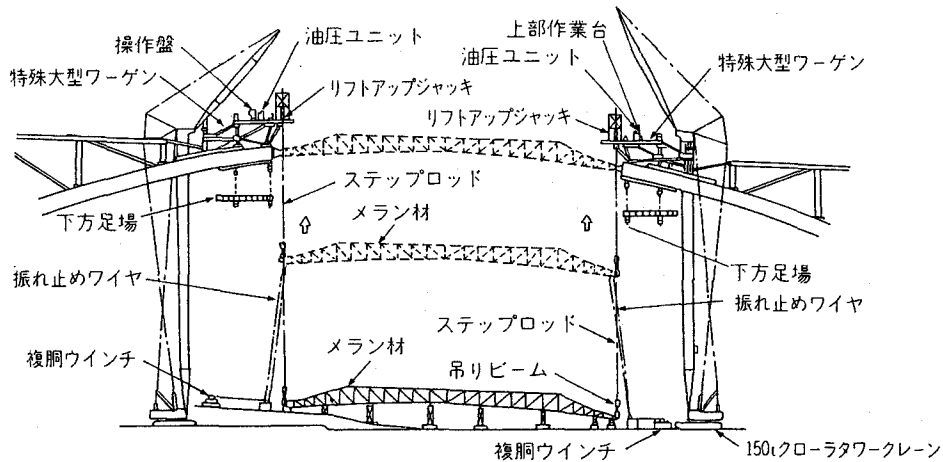 操作盤
油圧ユニット
特殊大型ワーゲン
リフトアップジャッキ
上部作業台
油圧ユニット
特殊大型ワーゲン
リフトアップジャッキ
ステップロッド
メラン材
下方足場
下方足場
振れ止めワイヤ
振れ止めワイヤ
ステップロッド
複胴ウインチ
メラン材
吊りビーム
複胴ウインチ
150tクローラタワークレーン